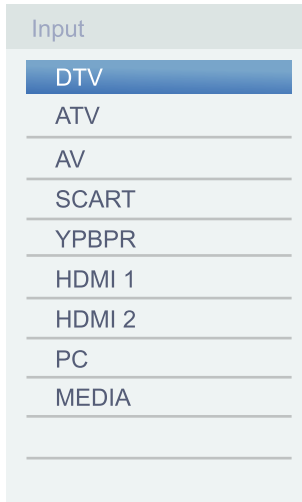 Input
DTV
ATV
AV
SCART
YPBPR
HDMI 1
HDMI 2
PC
MEDIA